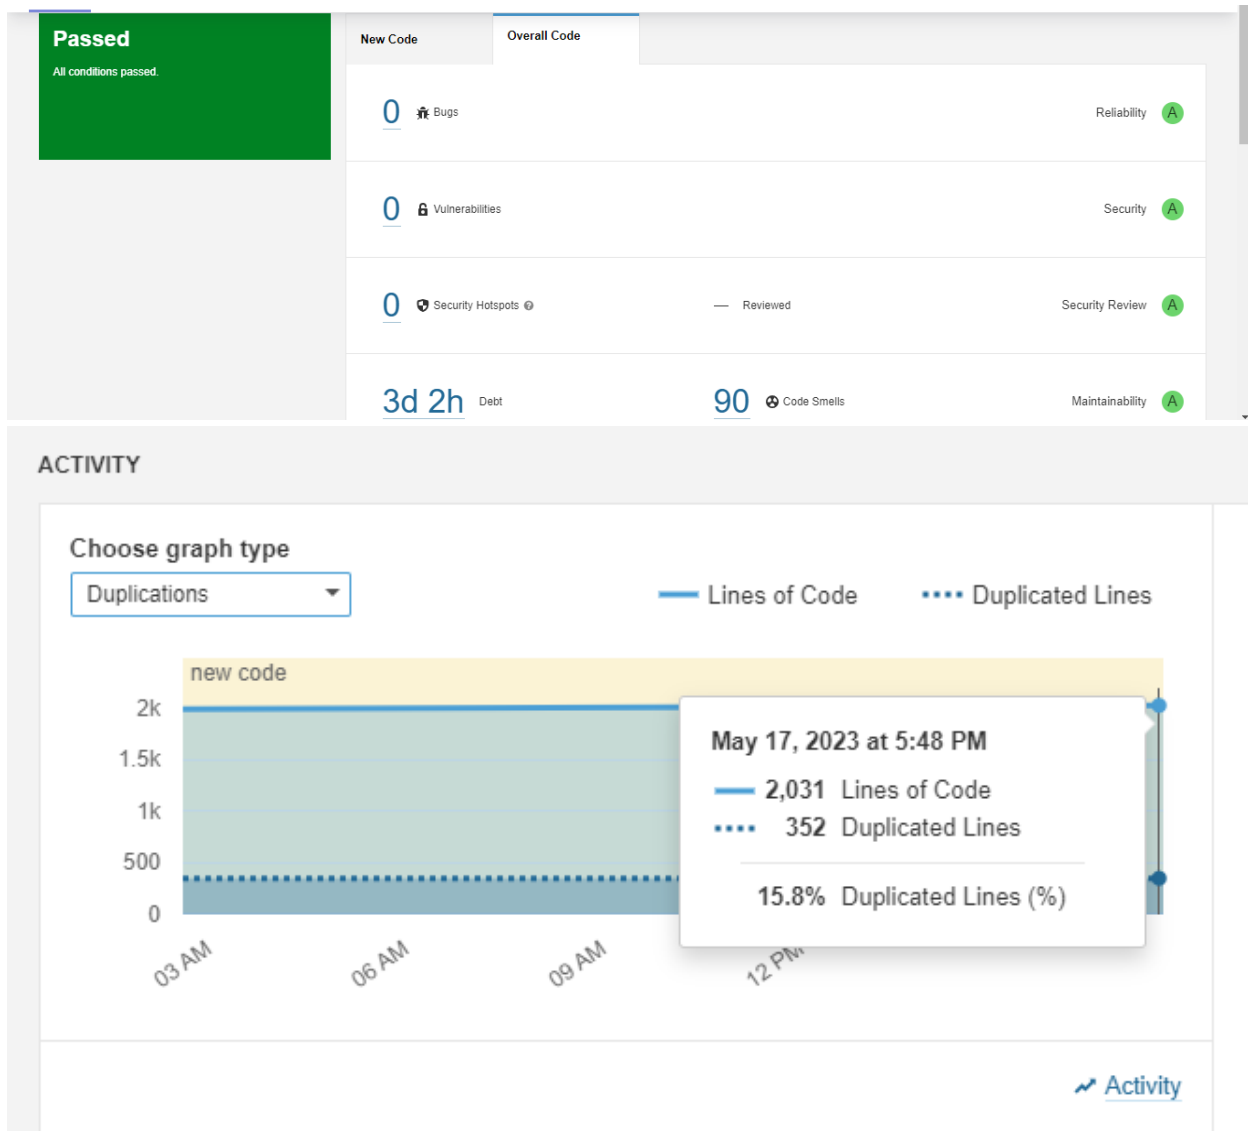 Passed
All conditions passed.
New Code
Overall Code
0 Bugs
Reliability A
0 Vulnerabilities
Security A
0 Security Hotspots
— Reviewed
Security Review A
3d 2h Debt
90 Code Smells
Maintainability A
ACTIVITY
Choose graph type
Duplications
Lines of Code
Duplicated Lines
new code
2k
1.5k
1k
500
0
03 AM
06 AM
09 AM
12 PM
May 17, 2023 at 5:48 PM
2,031 Lines of Code
352 Duplicated Lines
15.8% Duplicated Lines (%)
Activity